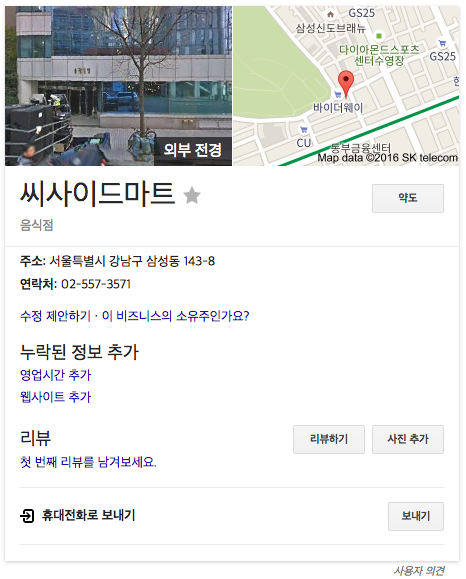 GS25
삼성신도브래뉴
다이아몬드스포츠
센터수영장
GS25
바이더웨이
CU
동부금융센터
Map data ©2016 SK telecom
외부 전경
씨사이드마트
약도
음식점
주소: 서울특별시 강남구 삼성동 143-8
연락처: 02-557-3571
수정 제안하기 · 이 비즈니스의 소유주인가요?
누락된 정보 추가
영업시간 추가
웹사이트 추가
리뷰
리뷰하기
사진 추가
첫 번째 리뷰를 남겨보세요.
휴대전화로 보내기
보내기
사용자 의견